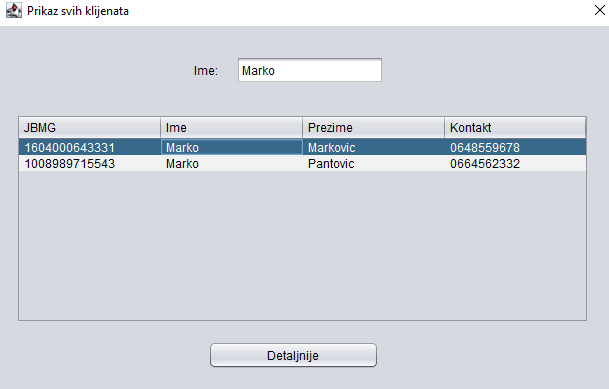 Prikaz svih klijenata
Ime: Marko
JBMG Ime Prezime Kontakt
1604000643331 Marko Markovic 0648559678
1008989715543 Marko Pantovic 0664562332
Detaljnije